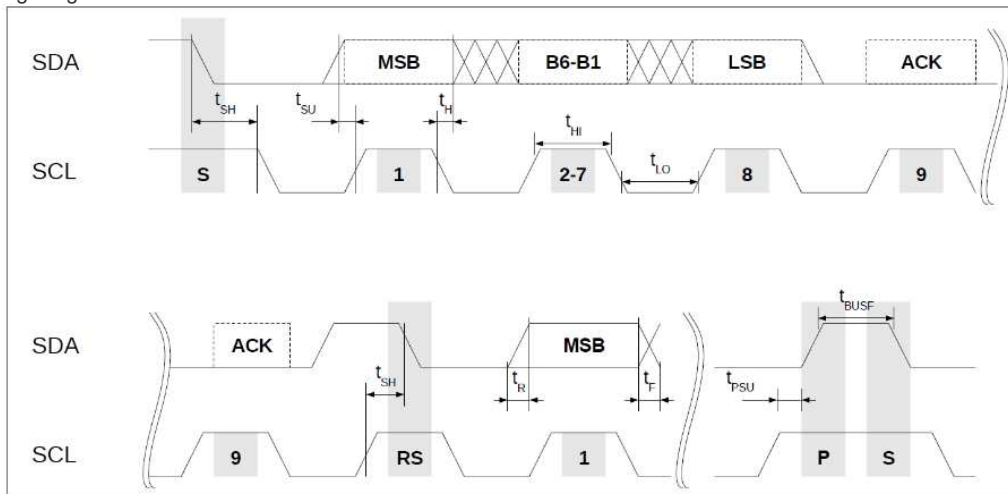 SDA MSB B6-B1 LSB ACK
tSH tSU tH tHI
SCL S 1 2-7 tLO 8 9
tBUSF
SDA ACK MSB
tSH tR tF tPSU
SCL 9 RS 1 P S